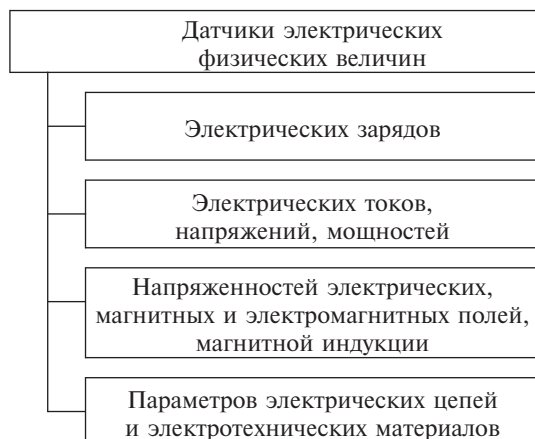 Датчики электрических
физических величин
Электрических зарядов
Электрических токов,
напряжений, мощностей
Напряженностей электрических,
магнитных и электромагнитных полей,
магнитной индукции
Параметров электрических цепей
и электротехнических материалов